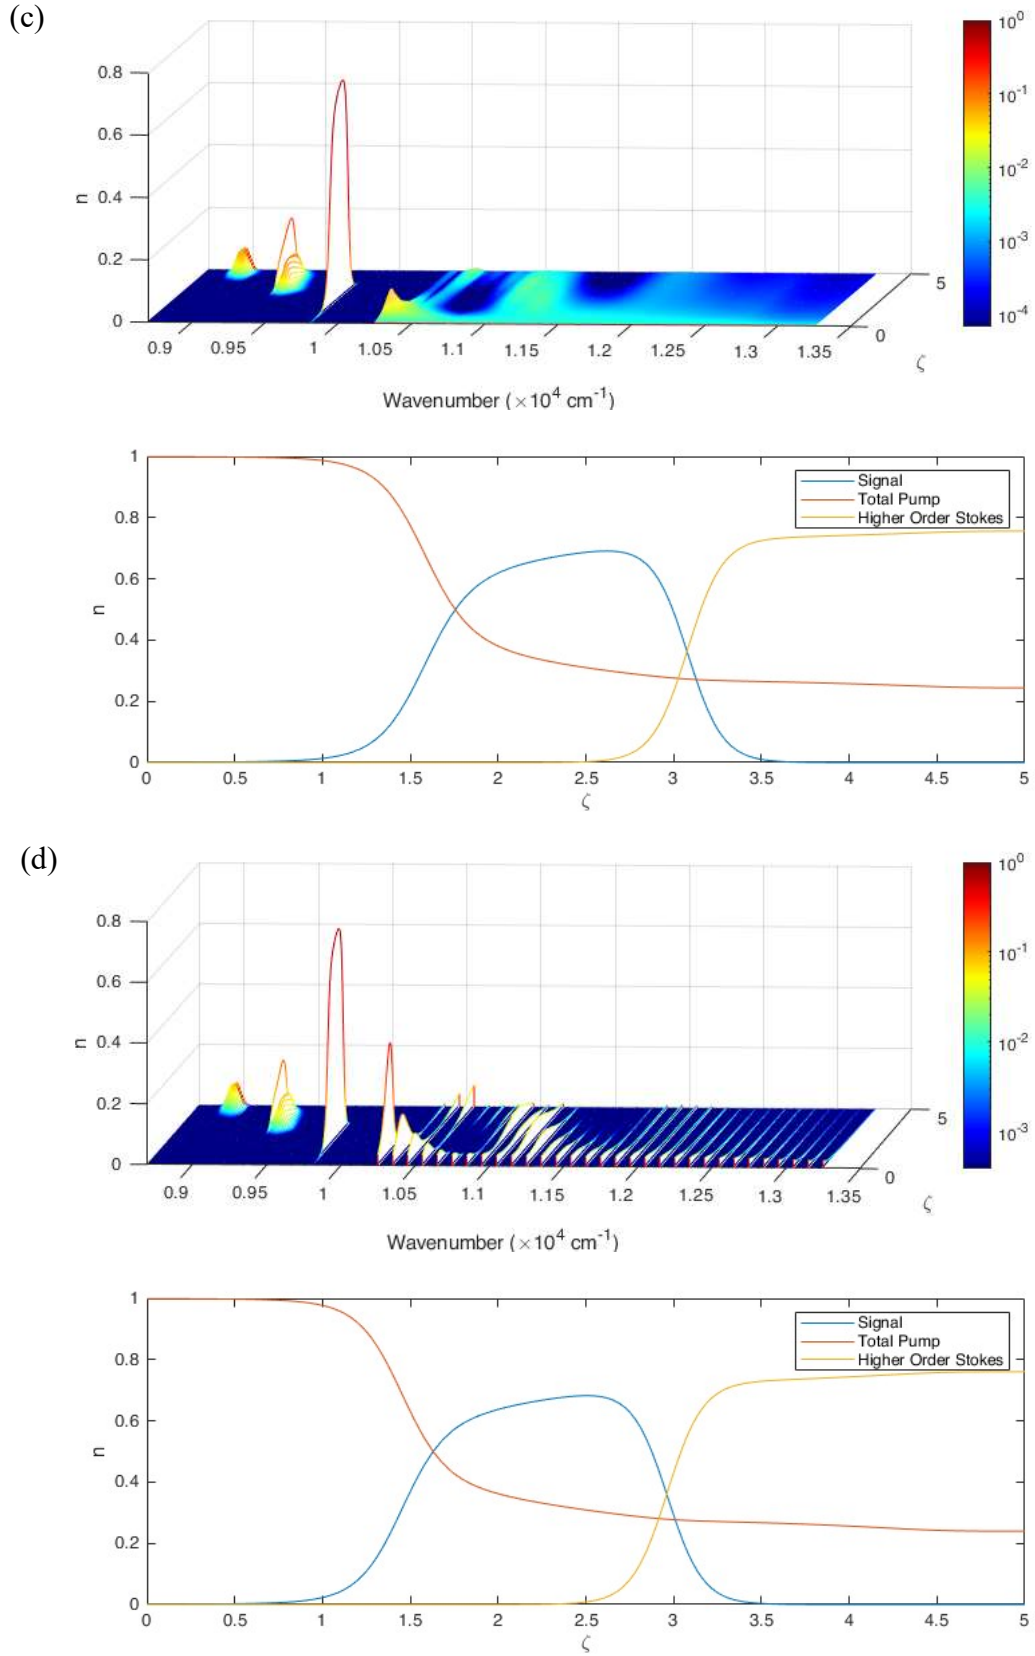 (c)
10^0
0.8
10^-1
0.6
n
0.4
10^-2
0.2
10^-3
5
0
10^-4
0
0.9
0.95
1
1.05
1.1
1.15
1.2
1.25
1.3
1.35
ζ
Wavenumber (×10^4 cm^-1)
1
Signal
Total Pump
0.8
Higher Order Stokes
0.6
n
0.4
0.2
0
0 0.5 1 1.5 2 2.5 3 3.5 4 4.5 5
ζ
(d)
10^0
0.8
10^-1
0.6
n
0.4
10^-2
0.2
5
10^-3
0
0
0.9 0.95 1 1.05 1.1 1.15 1.2 1.25 1.3 1.35
ζ
Wavenumber (×10^4 cm^-1)
1
Signal
Total Pump
0.8
Higher Order Stokes
0.6
n
0.4
0.2
0
0 0.5 1 1.5 2 2.5 3 3.5 4 4.5 5
ζ